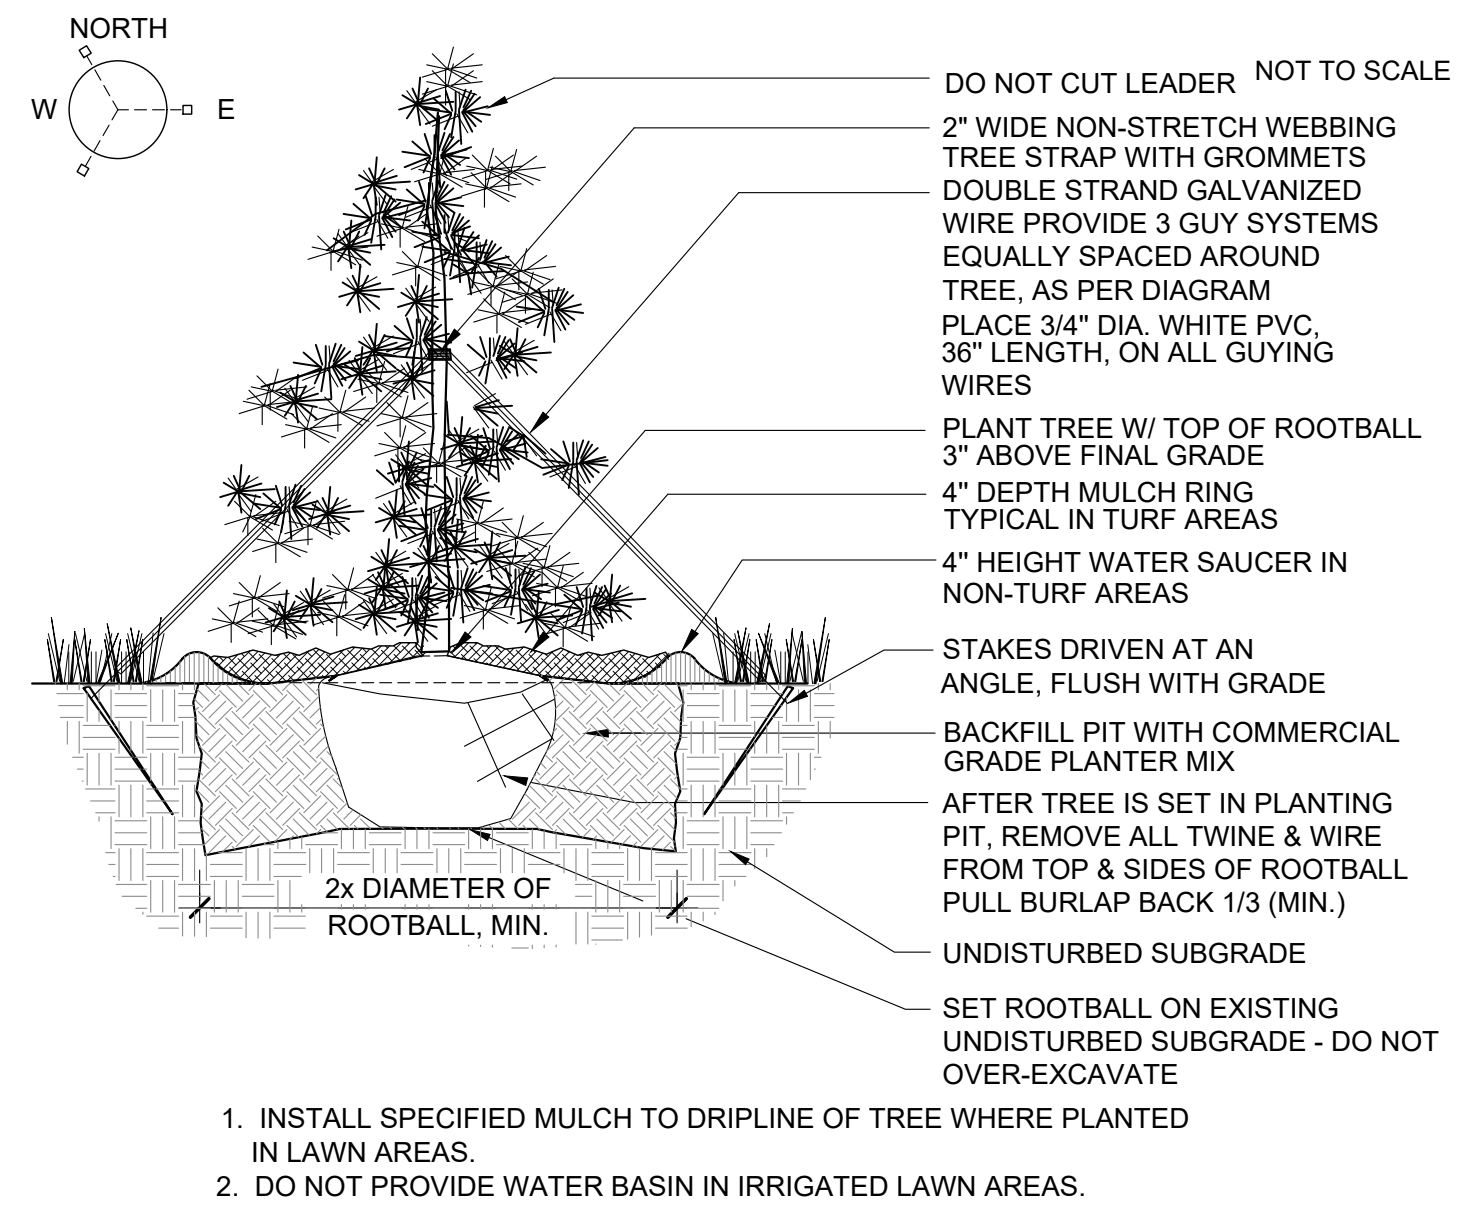 NORTH
W
E
DO NOT CUT LEADER
NOT TO SCALE
2" WIDE NON-STRETCH WEBBING
TREE STRAP WITH GROMMETS
DOUBLE STRAND GALVANIZED
WIRE PROVIDE 3 GUY SYSTEMS
EQUALLY SPACED AROUND
TREE, AS PER DIAGRAM
PLACE 3/4" DIA. WHITE PVC,
36" LENGTH, ON ALL GUYING
WIRES
PLANT TREE W/ TOP OF ROOTBALL
3" ABOVE FINAL GRADE
4" DEPTH MULCH RING
TYPICAL IN TURF AREAS
4" HEIGHT WATER SAUCER IN
NON-TURF AREAS
STAKES DRIVEN AT AN
ANGLE, FLUSH WITH GRADE
BACKFILL PIT WITH COMMERCIAL
GRADE PLANTER MIX
AFTER TREE IS SET IN PLANTING
PIT, REMOVE ALL TWINE & WIRE
FROM TOP & SIDES OF ROOTBALL
PULL BURLAP BACK 1/3 (MIN.)
2x DIAMETER OF
ROOTBALL, MIN.
UNDISTURBED SUBGRADE
SET ROOTBALL ON EXISTING
UNDISTURBED SUBGRADE - DO NOT
OVER-EXCAVATE
1. INSTALL SPECIFIED MULCH TO DRIPLINE OF TREE WHERE PLANTED
IN LAWN AREAS.
2. DO NOT PROVIDE WATER BASIN IN IRRIGATED LAWN AREAS.